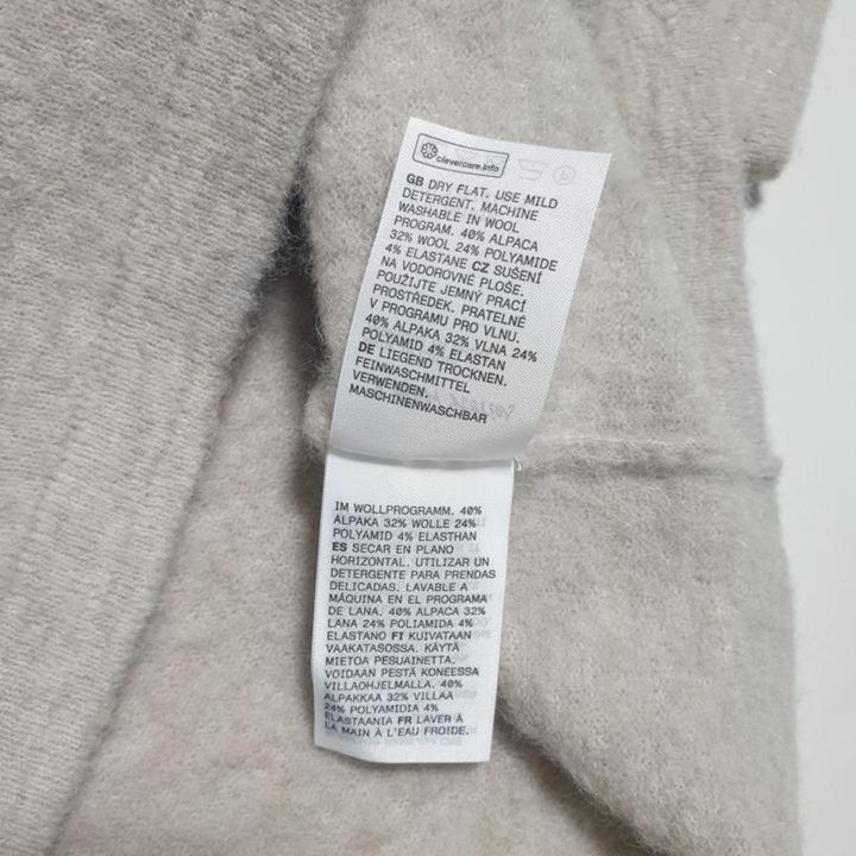 clevercare.info
GB DRY FLAT. USE MILD
DETERGENT. MACHINE
WASHABLE IN WOOL
PROGRAM. 40% ALPACA
32% WOOL 24% POLYAMIDE
4% ELASTANE CZ SUŠENÍ
NA VODOROVNÉ PLOŠE.
POUŽIJTE JEMNÝ PRACÍ
PROSTŘEDEK. PRATELNÉ
V PROGRAMU PRO VLNU.
40% ALPAKA 32% VLNA 24%
POLYAMID 4% ELASTAN
DE LIEGEND TROCKNEN.
FEINWASCHMITTEL
VERWENDEN.
MASCHINENWASCHBAR
IM WOLLPROGRAMM. 40%
ALPAKA 32% WOLLE 24%
POLYAMID 4% ELASTHAN
ES SECAR EN PLANO
HORIZONTAL. UTILIZAR UN
DETERGENTE PARA PRENDAS
DELICADAS. LAVABLE A
MÁQUINA EN EL PROGRAMA
DE LANA. 40% ALPACA 32%
LANA 24% POLIAMIDA 4%
ELASTANO FI KUIVATAAN
VAAKATASOSSA. KÄYTÄ
MIETOA PESUAINETTA.
VOIDAAN PESTÄ KONEESSA
VILLAOHJELMALLA. 40%
ALPAKKAA 32% VILLAA
24% POLYAMIDIA 4%
ELASTAANIA FR LAVER À
LA MAIN À L'EAU FROIDE.